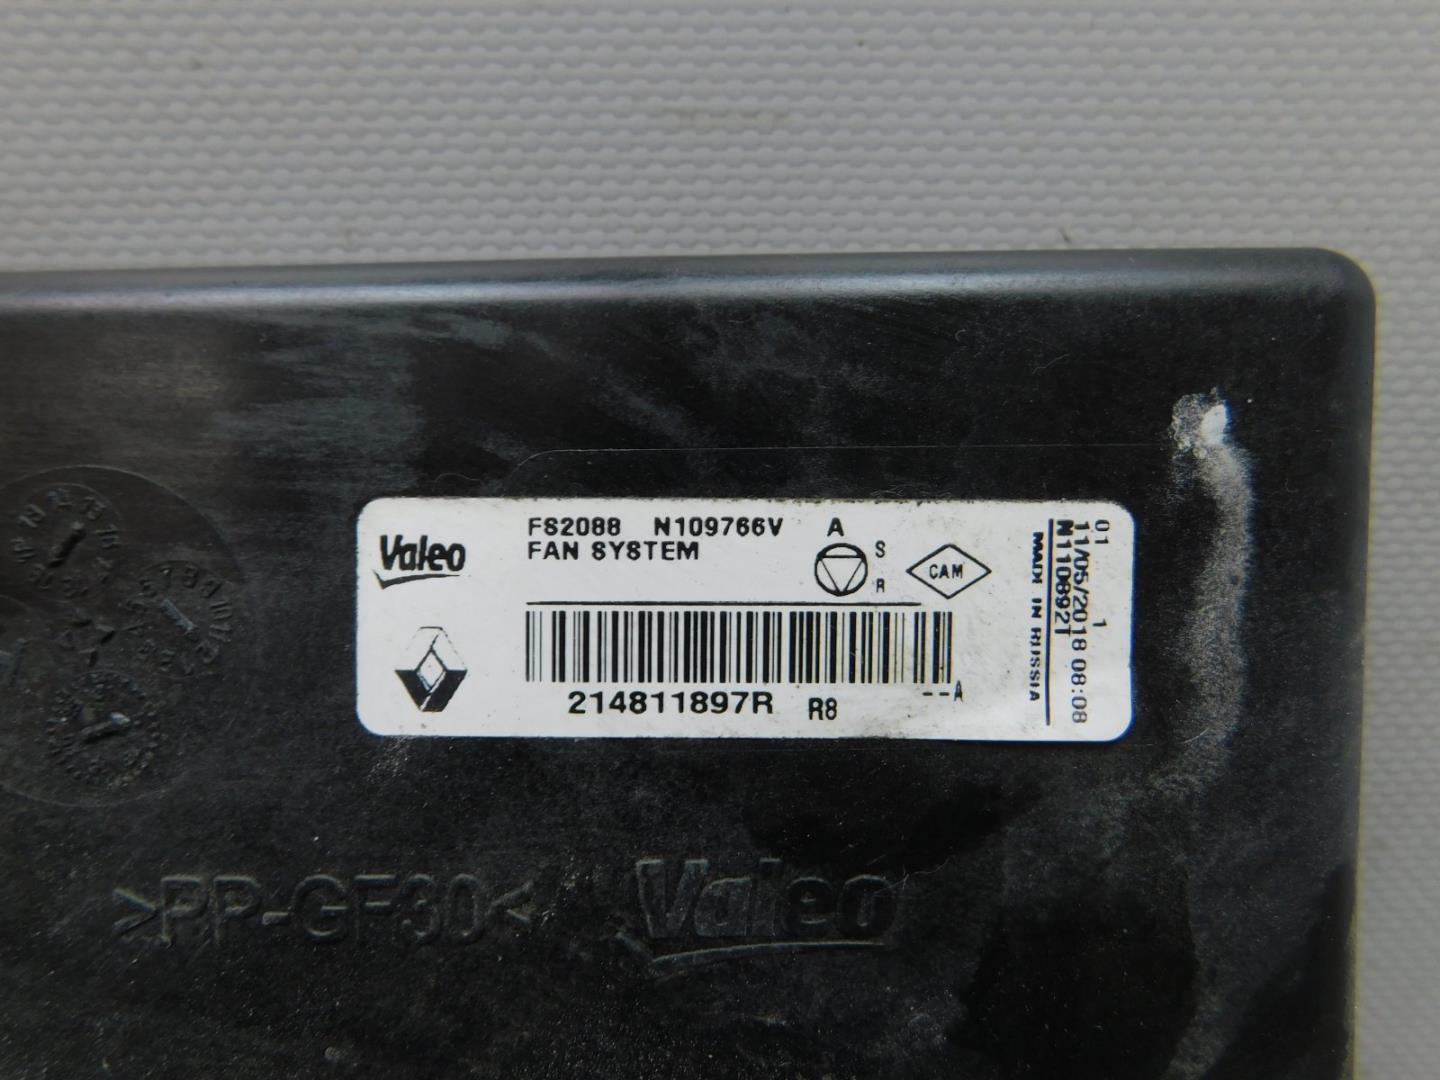 Valeo
FS2088 N109766V A
FAN SYSTEM
S
R
CAM
214811897R R8
--A
01 1
11/05/2018 08:08
N110892T
MADE IN RUSSIA
>PP-GF30<
Valeo